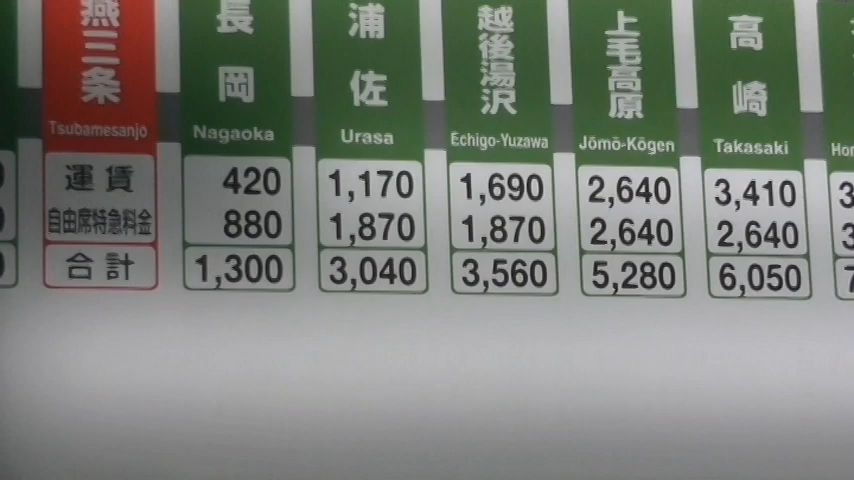 燕三条 長岡 浦佐 越後湯沢 上毛高原 高崎
Tsubamesanjō Nagaoka Urasa Echigo-Yuzawa Jōmō-Kōgen Takasaki
運賃 420 1,170 1,690 2,640 3,410
自由席特急料金 880 1,870 1,870 2,640 2,640
合計 1,300 3,040 3,560 5,280 6,050